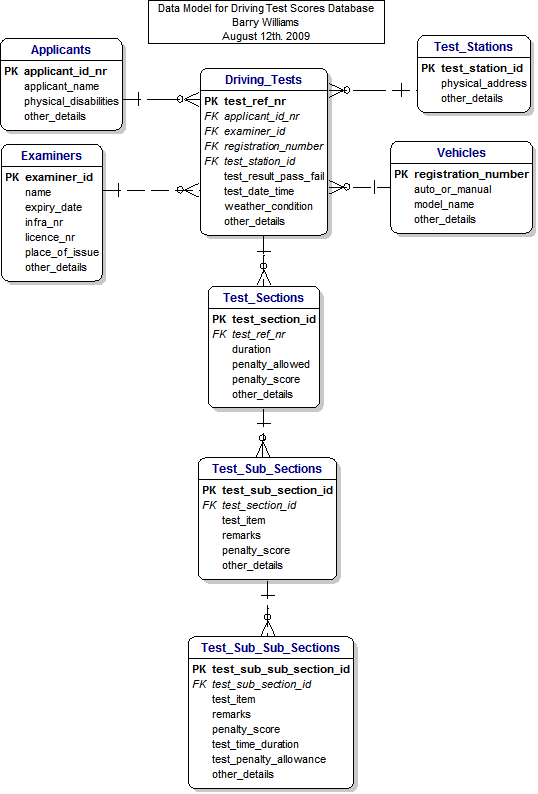 Data Model for Driving Test Scores Database
Barry Williams
August 12th. 2009
Applicants
PK applicant_id_nr
applicant_name
physical_disabilities
other_details
Test_Stations
PK test_station_id
physical_address
other_details
Driving_Tests
PK test_ref_nr
FK applicant_id_nr
FK examiner_id
FK registration_number
FK test_station_id
test_result_pass_fail
test_date_time
weather_condition
other_details
Examiners
PK examiner_id
name
expiry_date
infra_nr
licence_nr
place_of_issue
other_details
Vehicles
PK registration_number
auto_or_manual
model_name
other_details
Test_Sections
PK test_section_id
FK test_ref_nr
duration
penalty_allowed
penalty_score
other_details
Test_Sub_Sections
PK test_sub_section_id
FK test_section_id
test_item
remarks
penalty_score
other_details
Test_Sub_Sub_Sections
PK test_sub_sub_section_id
FK test_sub_section_id
test_item
remarks
penalty_score
test_time_duration
test_penalty_allowance
other_details